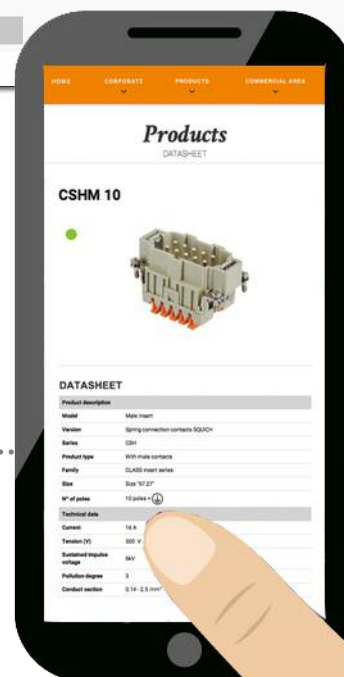 HOME CORPORATE PRODUCTS COMMERCIAL AREA
Products
DATASHEET
CSHM 10
DATASHEET
Product description
Model Male insert
Version Spring connection contacts SQUICH
Series CSH
Product type With male contacts
Family CLASS insert series
Size Size "57.27"
N° of poles 10 poles +
Technical data
Current 16 A
Tension (V) 500 V
Sustained impulse
voltage 6kV
Pollution degree 3
Conduct section 0.14- 2.5 mm²